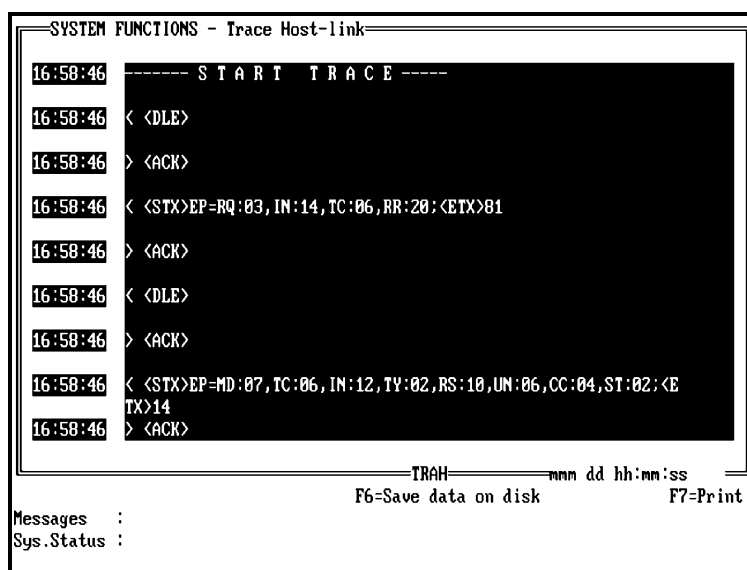 SYSTEM FUNCTIONS - Trace Host-link
16:58:46 ------- S T A R T   T R A C E -----
16:58:46 < <DLE>
16:58:46 > <ACK>
16:58:46 < <STX>EP=RQ:03,IN:14,TC:06,RR:20;<ETX>81
16:58:46 > <ACK>
16:58:46 < <DLE>
16:58:46 > <ACK>
16:58:46 < <STX>EP=MD:07,TC:06,IN:12,TY:02,RS:10,UN:06,CC:04,ST:02;<E
TX>14
16:58:46 > <ACK>
TRAH mmm dd hh:mm:ss
F6=Save data on disk F7=Print
Messages :
Sys.Status :